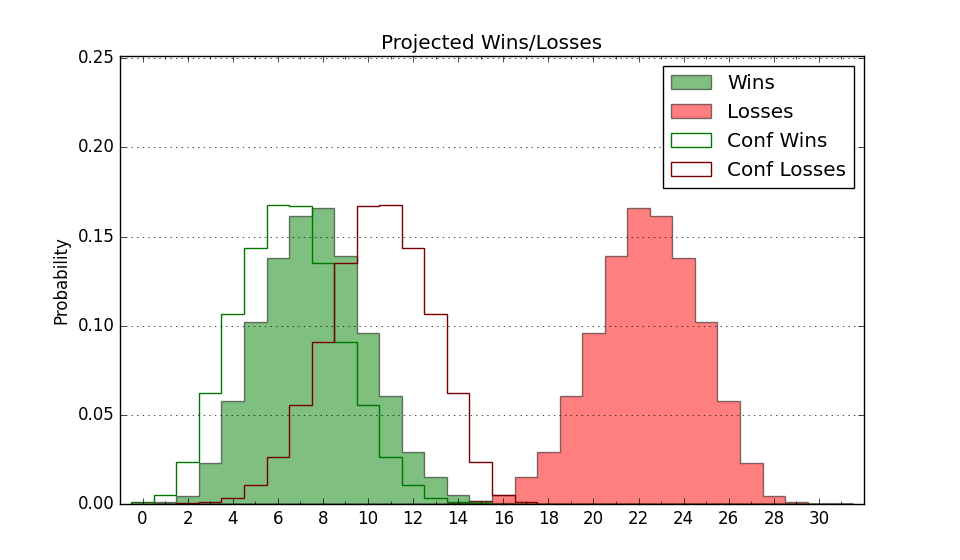 Projected Wins/Losses
0.25
0.20
0.15
0.10
0.05
0.00
Probability
Wins
Losses
Conf Wins
Conf Losses
0 2 4 6 8 10 12 14 16 18 20 22 24 26 28 30